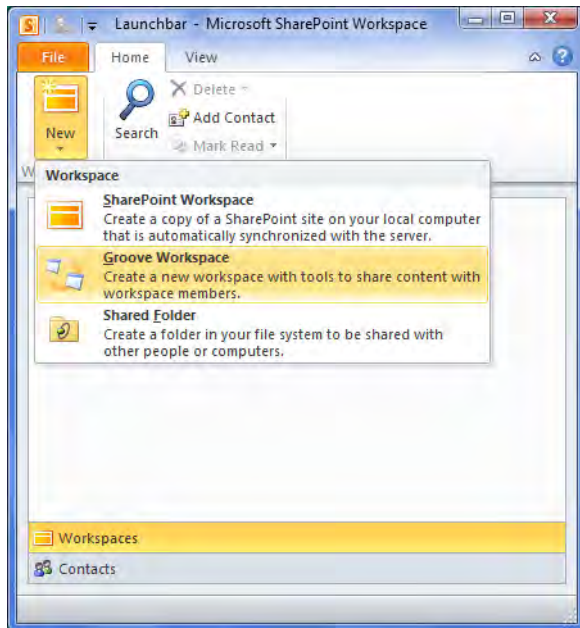 Launchbar - Microsoft SharePoint Workspace
File Home View
New
Search
Delete
Add Contact
Mark Read
W
Workspace
SharePoint Workspace
Create a copy of a SharePoint site on your local computer
that is automatically synchronized with the server.
Groove Workspace
Create a new workspace with tools to share content with
workspace members.
Shared Folder
Create a folder in your file system to be shared with
other people or computers.
Workspaces
Contacts